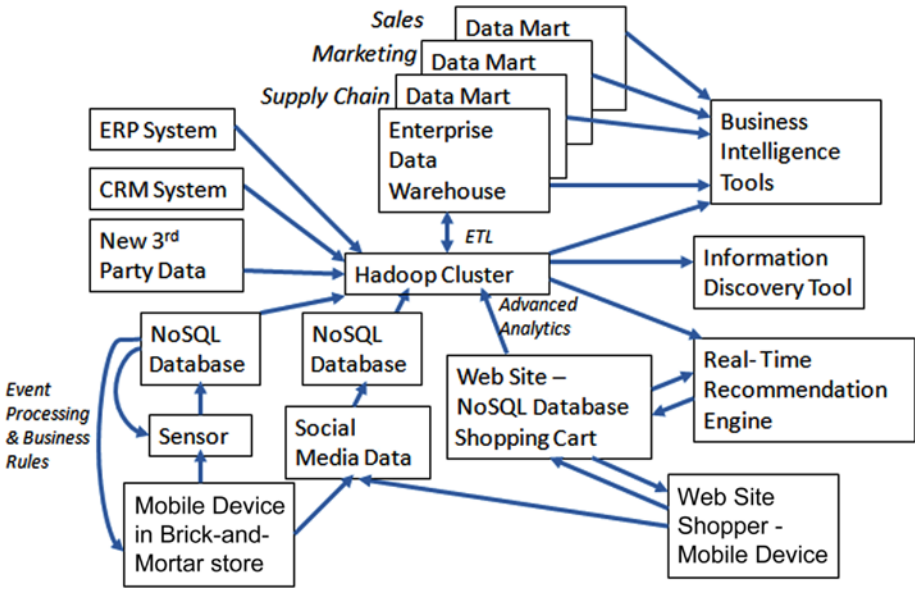 Sales
Data Mart
Marketing
Data Mart
Supply Chain
Data Mart
Enterprise
Data
Warehouse
Business
Intelligence
Tools
ERP System
CRM System
New 3rd
Party Data
ETL
Hadoop Cluster
Information
Discovery Tool
Advanced
Analytics
NoSQL
Database
NoSQL
Database
Web Site –
NoSQL Database
Shopping Cart
Real- Time
Recommendation
Engine
Event
Processing
& Business
Rules
Sensor
Social
Media Data
Mobile Device
in Brick-and-
Mortar store
Web Site
Shopper -
Mobile Device